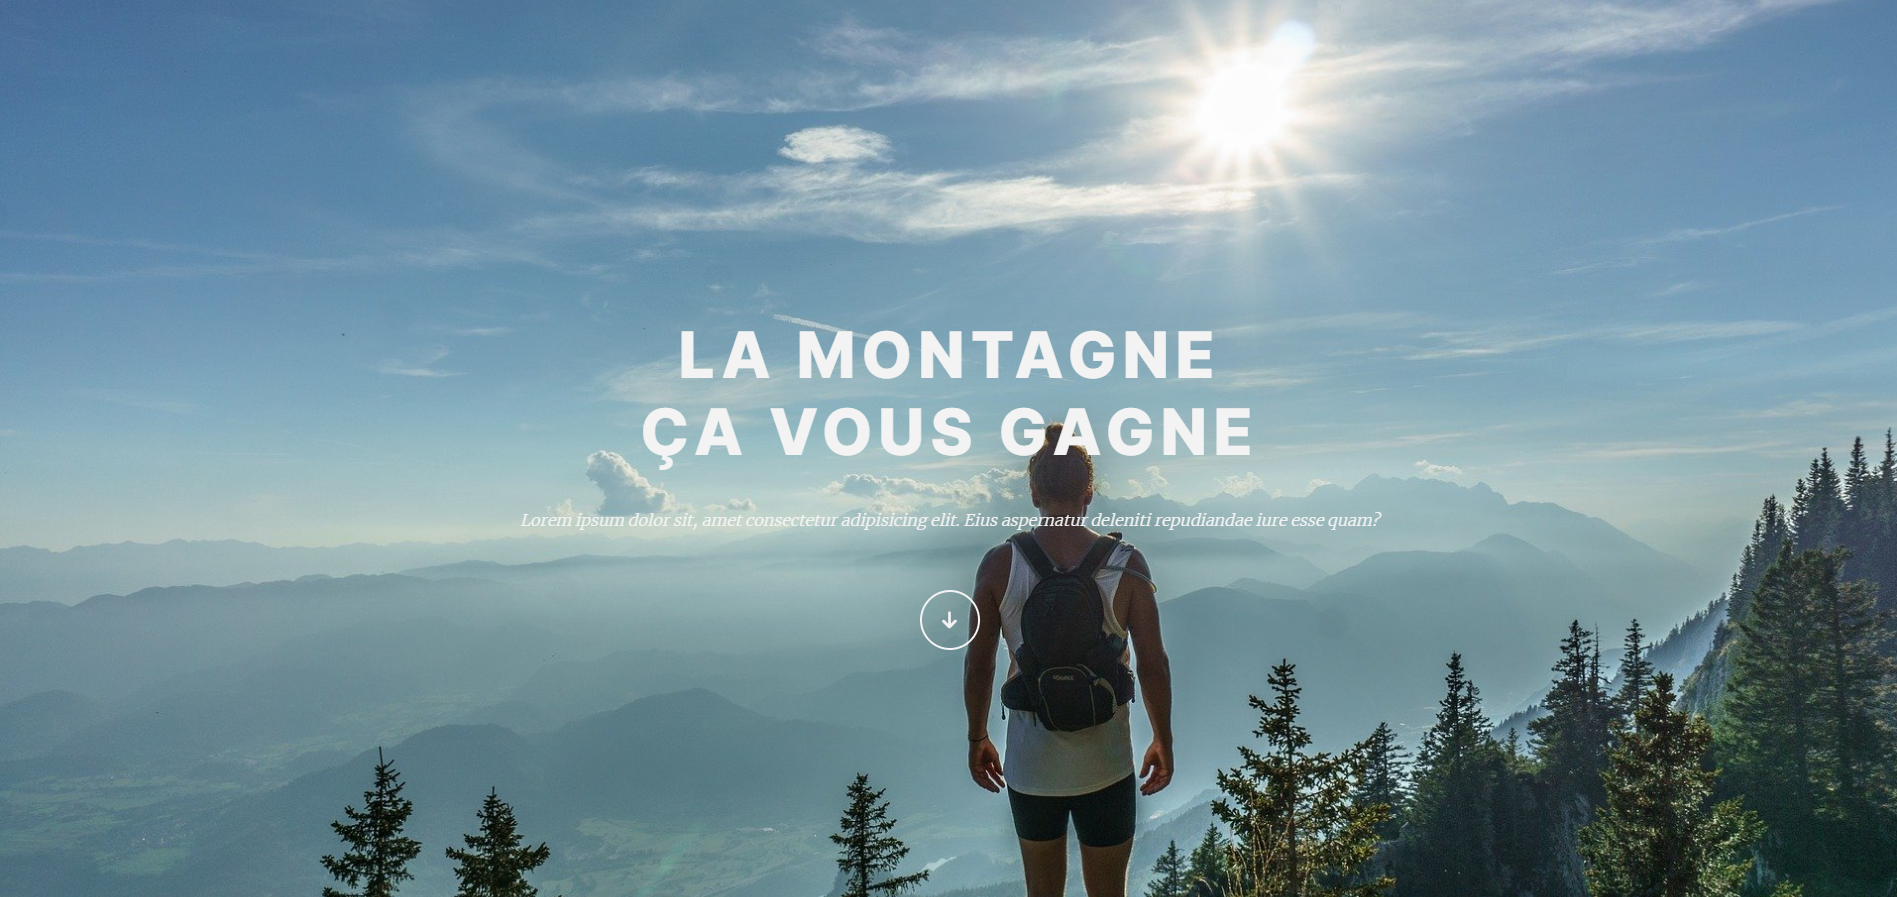 LA MONTAGNE
ÇA VOUS GAGNE
Lorem ipsum dolor sit, amet consectetur adipisicing elit. Eius aspernatur deleniti repudiandae iure esse quam?